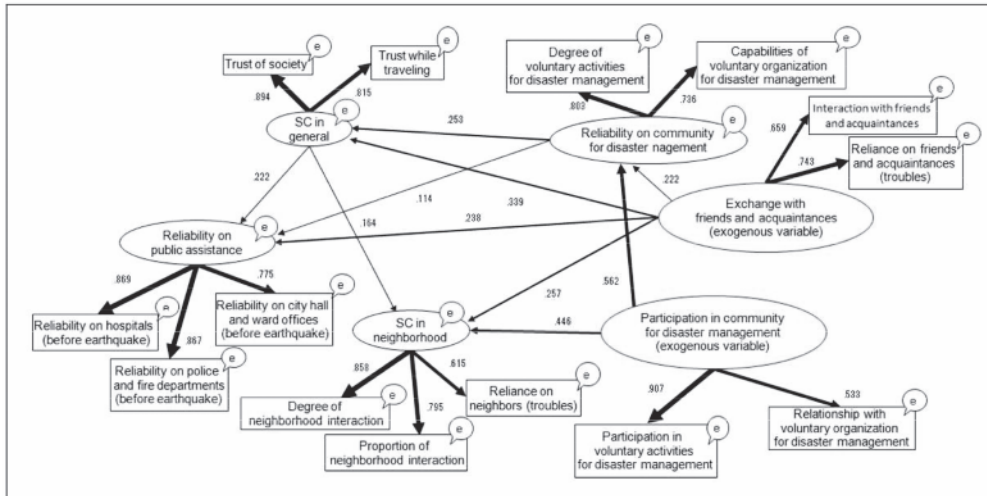 e
e
Trust of society
Trust while
traveling
.894
.815
SC in
general
e
e
e
Degree of
voluntary activities
for disaster management
Capabilities of
voluntary organization
for disaster management
.803
.736
e
Reliability on community
for disaster nagement
e
Interaction with friends
and acquaintances
.659
e
Reliance on friends
and acquaintances
(troubles)
.743
.253
.222
.222
.114
.164
.339
.238
Exchange with
friends and acquaintances
(exogenous variable)
e
Reliability on
public assistance
.869
.775
.867
e
Reliability on hospitals
(before earthquake)
e
Reliability on city hall
and ward offices
(before earthquake)
e
Reliability on police
and fire departments
(before earthquake)
.257
.562
e
SC in
neighborhood
.446
Participation in community
for disaster management
(exogenous variable)
.858
.615
.795
e
Degree of
neighborhood interaction
e
Reliance on
neighbors (troubles)
e
Proportion of
neighborhood interaction
.907
.533
e
Participation in
voluntary activities
for disaster management
e
Relationship with
voluntary organization
for disaster management